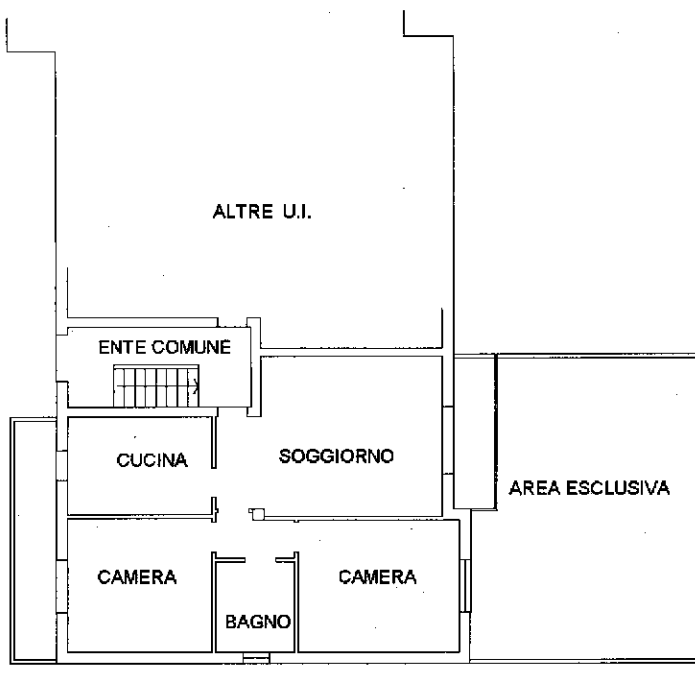 ALTRE U.I.
ENTE COMUNE
CUCINA
SOGGIORNO
AREA ESCLUSIVA
CAMERA
CAMERA
BAGNO